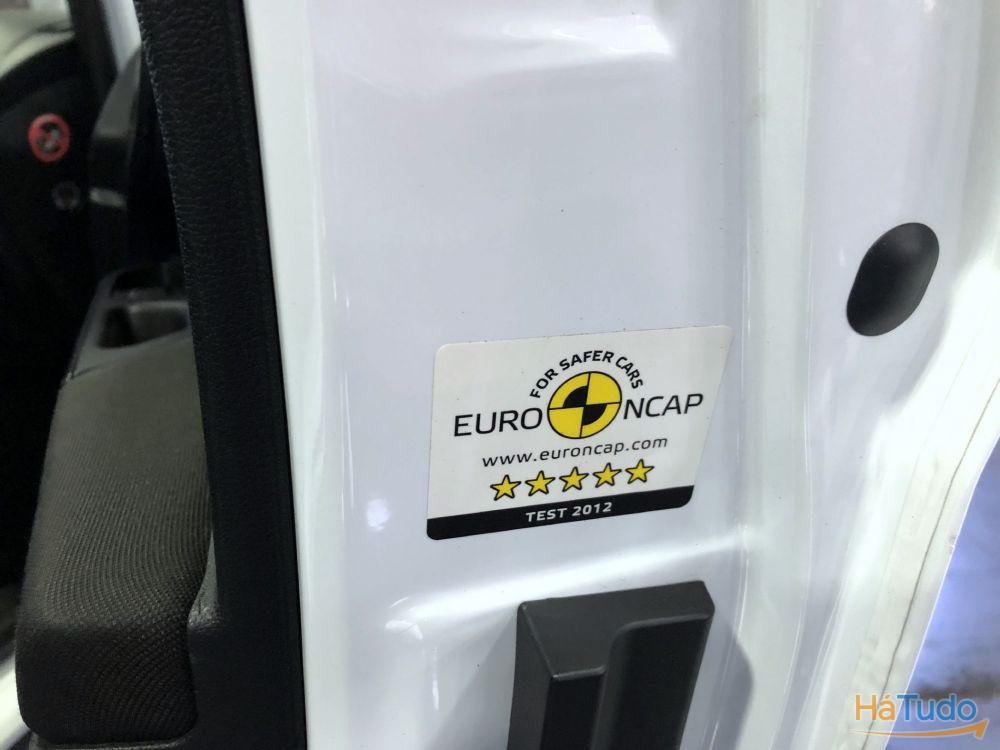 FOR SAFER CARS
EURO NCAP
www.euroncap.com
TEST 2012
HáTudo